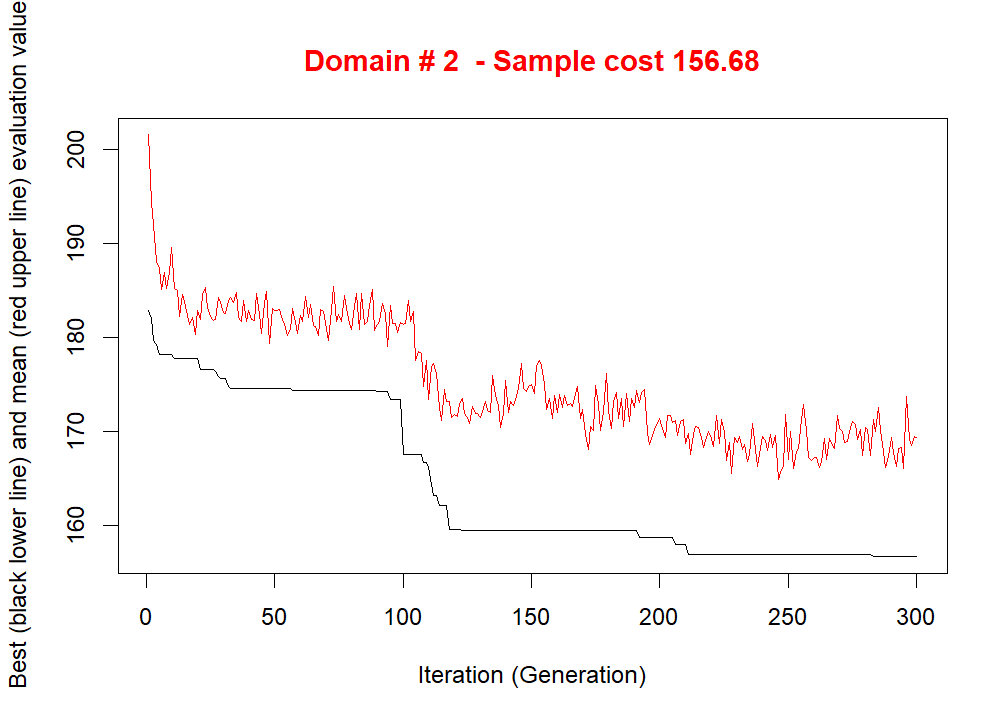 Domain # 2  - Sample cost 156.68
Best (black lower line) and mean (red upper line) evaluation value
200
190
180
170
160
0 50 100 150 200 250 300
Iteration (Generation)